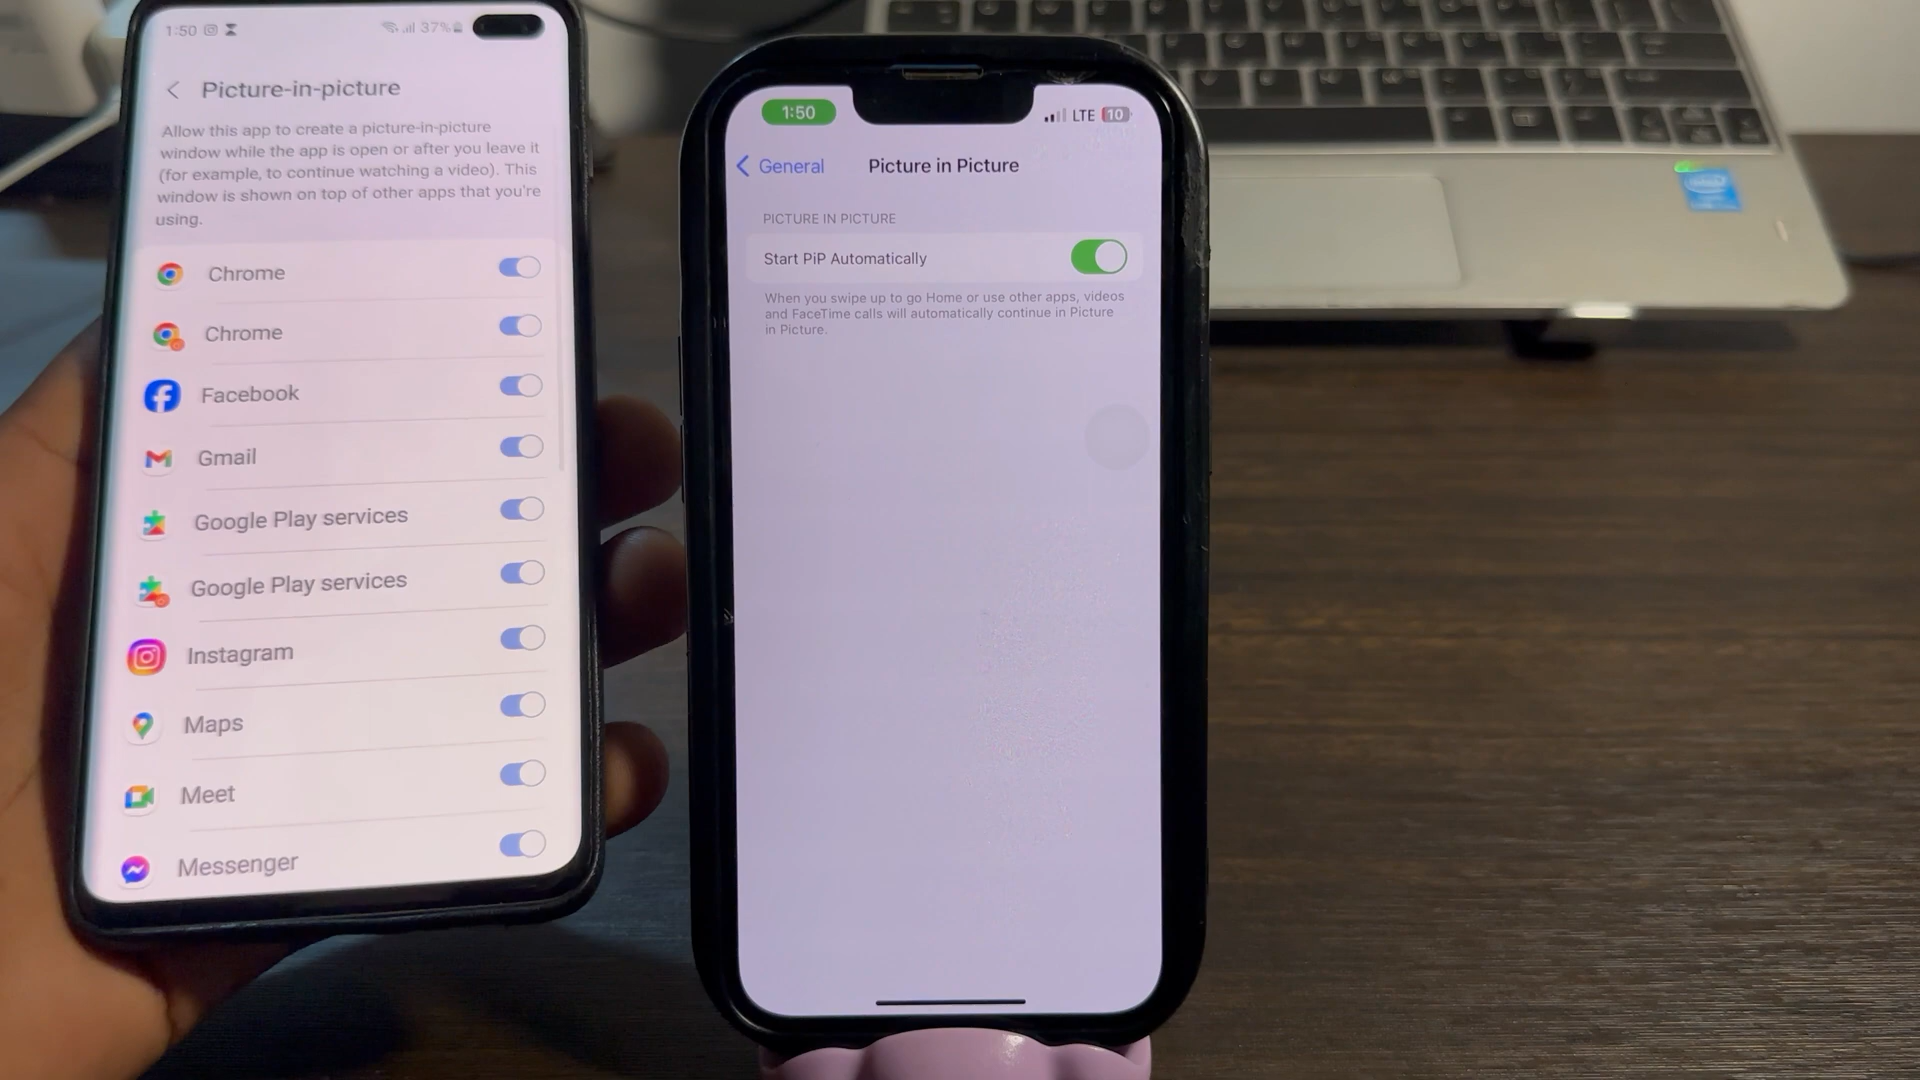 1:50 37%
Picture-in-picture
Allow this app to create a picture-in-picture
window while the app is open or after you leave it
(for example, to continue watching a video). This
window is shown on top of other apps that you're
using.
Chrome
Chrome
Facebook
Gmail
Google Play services
Google Play services
Instagram
Maps
Meet
Messenger
1:50 LTE 10
General Picture in Picture
PICTURE IN PICTURE
Start PiP Automatically
When you swipe up to go Home or use other apps, videos
and FaceTime calls will automatically continue in Picture
in Picture.
intel